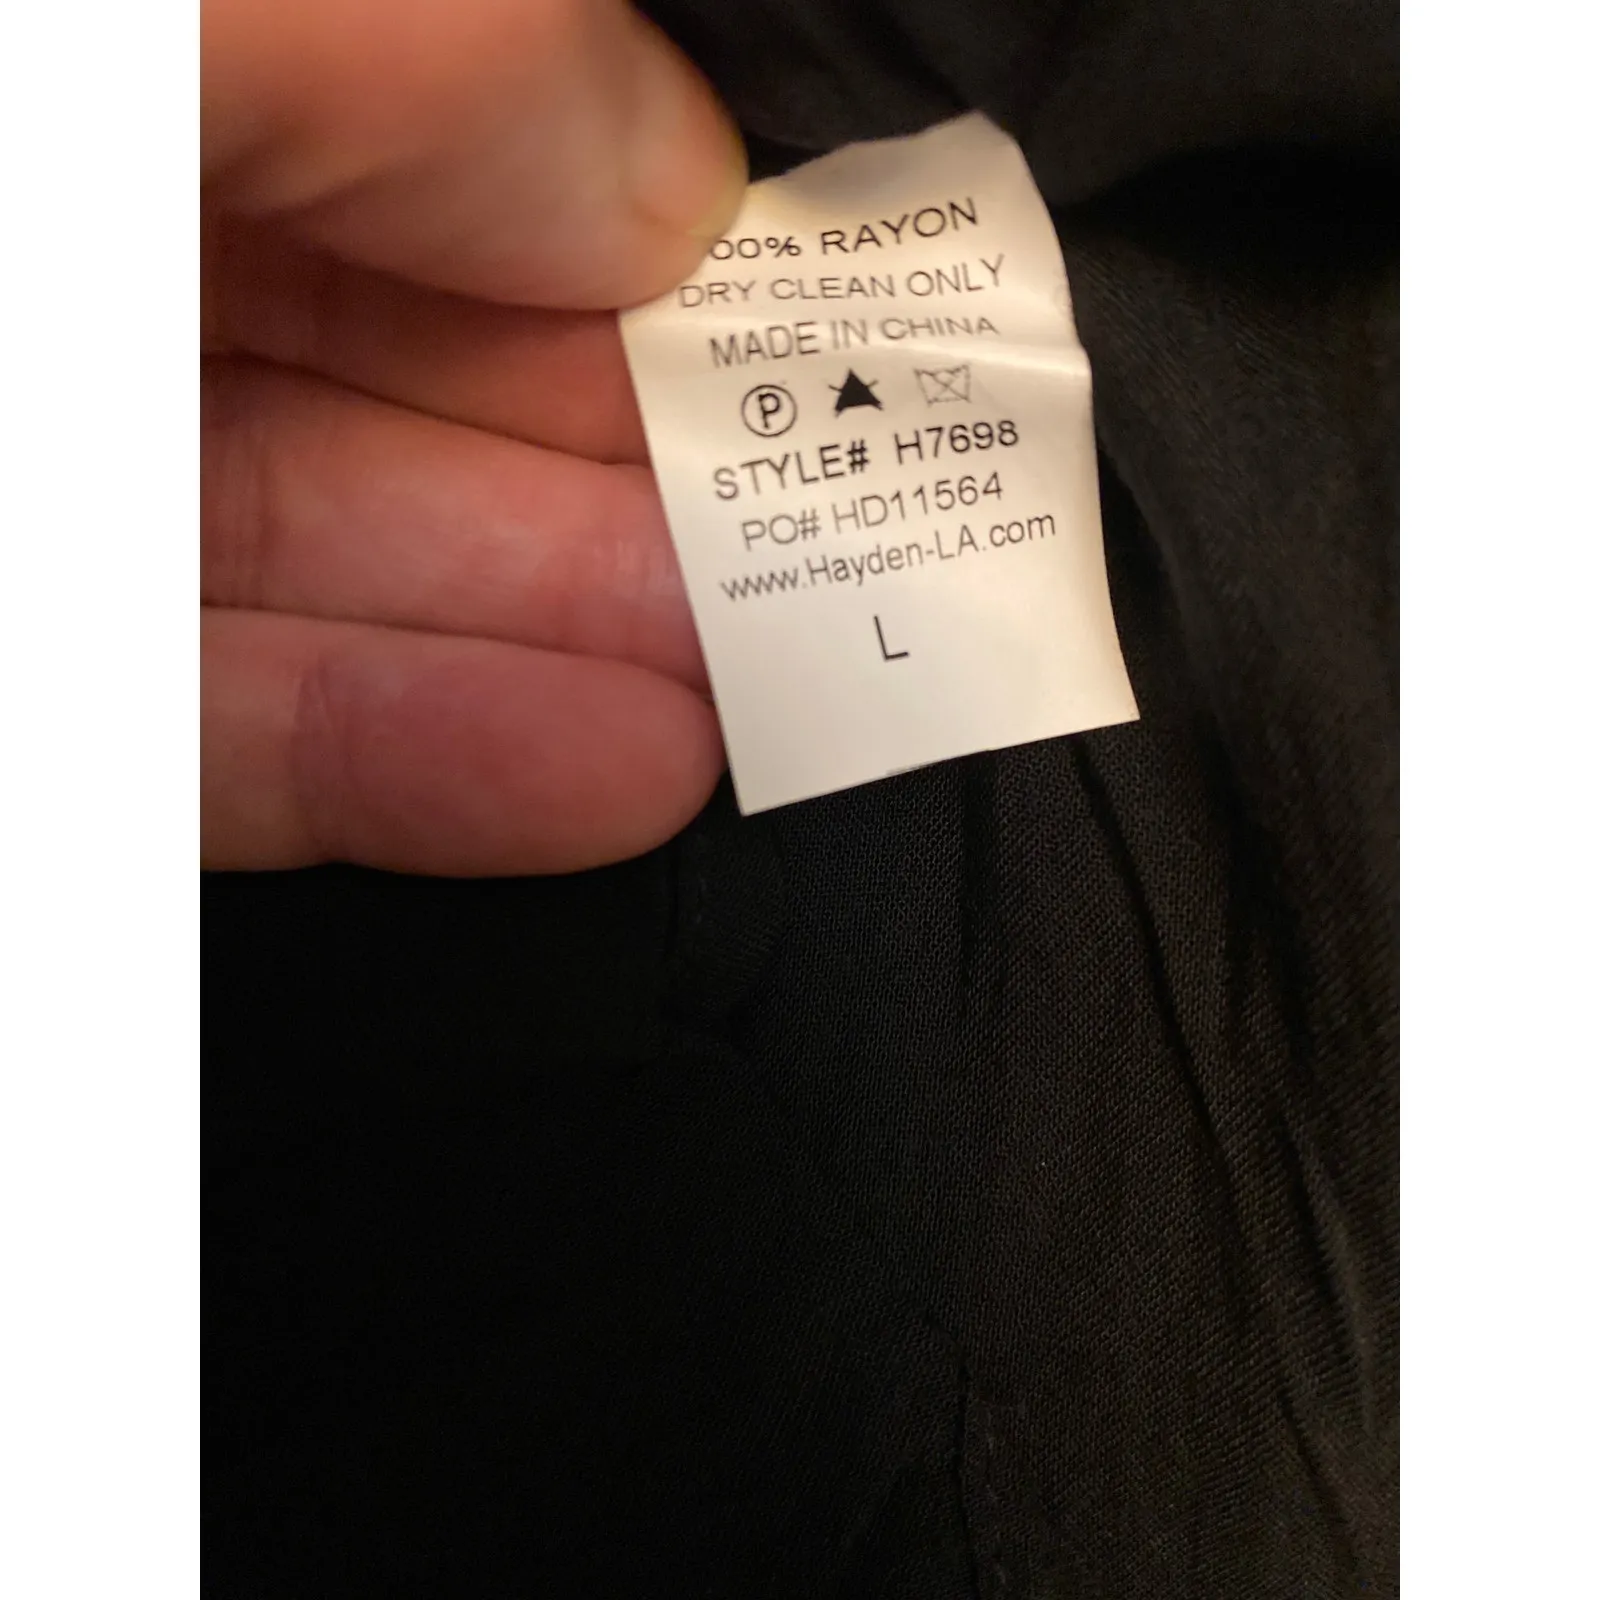 00% RAYON
DRY CLEAN ONLY
MADE IN CHINA
P
STYLE# H7698
PO# HD11564
www.Hayden-LA.com
L